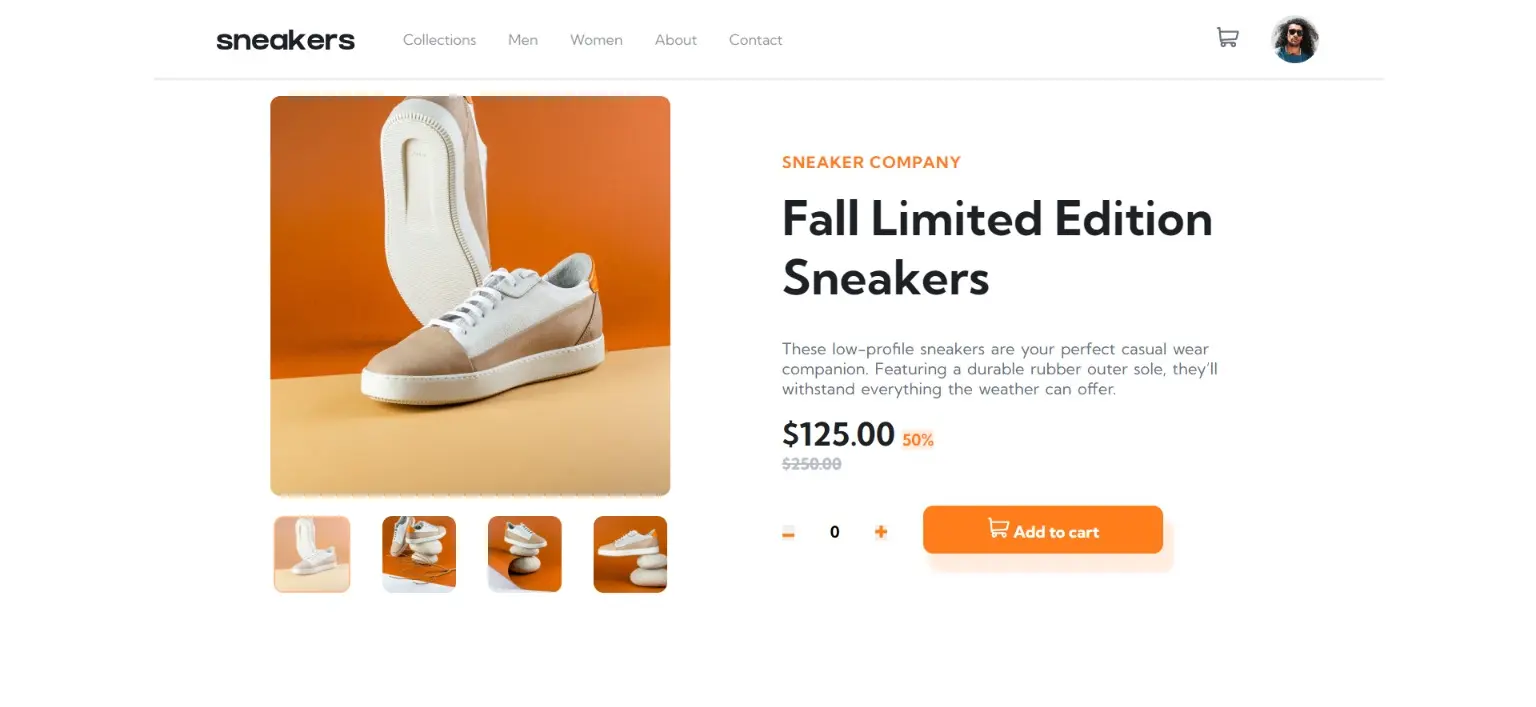 sneakers
Collections Men Women About Contact
SNEAKER COMPANY
Fall Limited Edition
Sneakers
These low-profile sneakers are your perfect casual wear
companion. Featuring a durable rubber outer sole, they'll
withstand everything the weather can offer.
$125.00 50%
$250.00
0 Add to cart